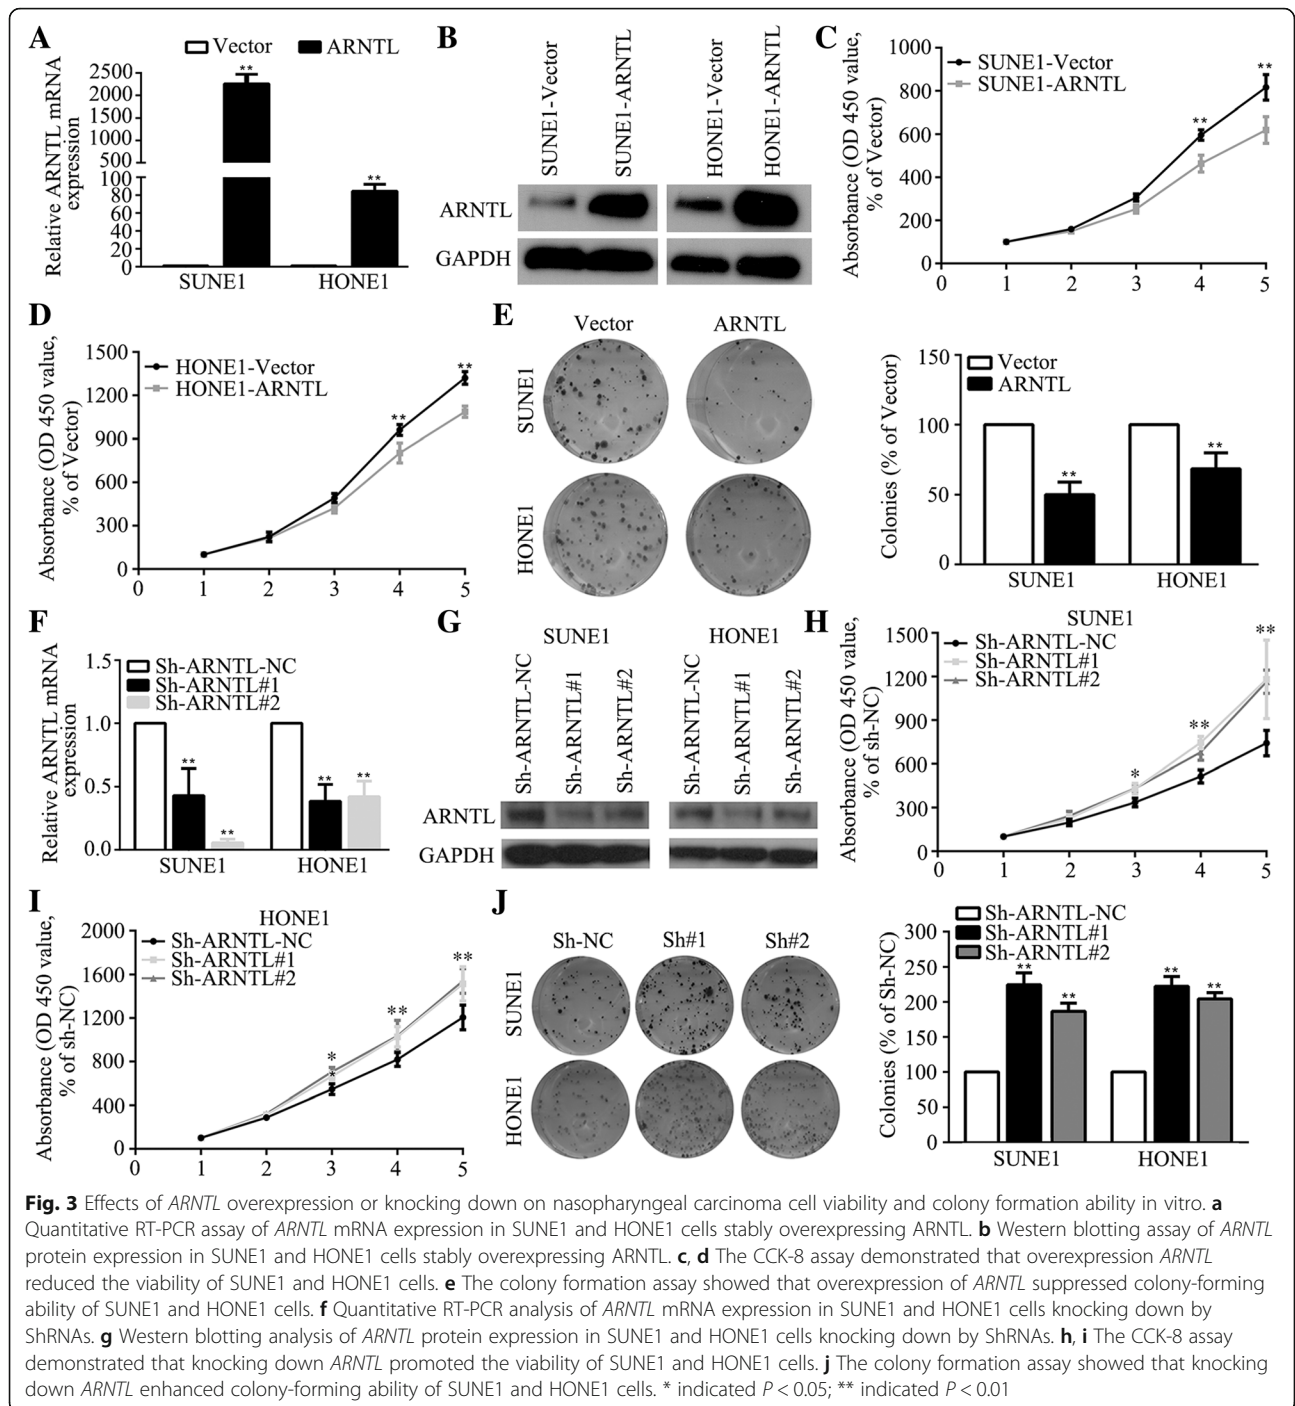 A
Vector
ARNTL
Relative ARNTL mRNA
expression
2500
2000
1500
1000
500
100
80
60
40
20
0
**
**
SUNE1
HONE1
B
SUNE1-Vector
SUNE1-ARNTL
HONE1-Vector
HONE1-ARNTL
ARNTL
GAPDH
C
Absorbance (OD 450 value,
% of Vector)
1000
800
600
400
200
0
SUNE1-Vector
SUNE1-ARNTL
**
**
0 1 2 3 4 5
D
Absorbance (OD 450 value,
% of Vector)
1500
1200
900
600
300
0
HONE1-Vector
HONE1-ARNTL
**
**
0 1 2 3 4 5
E
Vector
ARNTL
SUNE1
HONE1
Colonies (% of Vector)
150
100
50
0
Vector
ARNTL
**
**
SUNE1
HONE1
F
Relative ARNTL mRNA
expression
1.5
1.0
0.5
0.0
Sh-ARNTL-NC
Sh-ARNTL#1
Sh-ARNTL#2
**
**
**
**
SUNE1
HONE1
G
SUNE1
HONE1
Sh-ARNTL-NC
Sh-ARNTL#1
Sh-ARNTL#2
Sh-ARNTL-NC
Sh-ARNTL#1
Sh-ARNTL#2
ARNTL
GAPDH
H
SUNE1
Absorbance (OD 450 value,
% of sh-NC)
1500
1200
900
600
300
0
Sh-ARNTL-NC
Sh-ARNTL#1
Sh-ARNTL#2
*
**
**
0 1 2 3 4 5
I
HONE1
Absorbance (OD 450 value,
% of sh-NC)
2000
1600
1200
800
400
0
Sh-ARNTL-NC
Sh-ARNTL#1
Sh-ARNTL#2
*
*
**
**
0 1 2 3 4 5
J
Sh-NC
Sh#1
Sh#2
SUNE1
HONE1
Colonies (% of Sh-NC)
300
250
200
150
100
50
0
Sh-ARNTL-NC
Sh-ARNTL#1
Sh-ARNTL#2
**
**
**
**
SUNE1
HONE1
Fig. 3 Effects of ARNTL overexpression or knocking down on nasopharyngeal carcinoma cell viability and colony formation ability in vitro. a
Quantitative RT-PCR assay of ARNTL mRNA expression in SUNE1 and HONE1 cells stably overexpressing ARNTL. b Western blotting assay of ARNTL
protein expression in SUNE1 and HONE1 cells stably overexpressing ARNTL. c, d The CCK-8 assay demonstrated that overexpression ARNTL
reduced the viability of SUNE1 and HONE1 cells. e The colony formation assay showed that overexpression of ARNTL suppressed colony-forming
ability of SUNE1 and HONE1 cells. f Quantitative RT-PCR analysis of ARNTL mRNA expression in SUNE1 and HONE1 cells knocking down by
ShRNAs. g Western blotting analysis of ARNTL protein expression in SUNE1 and HONE1 cells knocking down by ShRNAs. h, i The CCK-8 assay
demonstrated that knocking down ARNTL promoted the viability of SUNE1 and HONE1 cells. j The colony formation assay showed that knocking
down ARNTL enhanced colony-forming ability of SUNE1 and HONE1 cells. * indicated P < 0.05; ** indicated P < 0.01